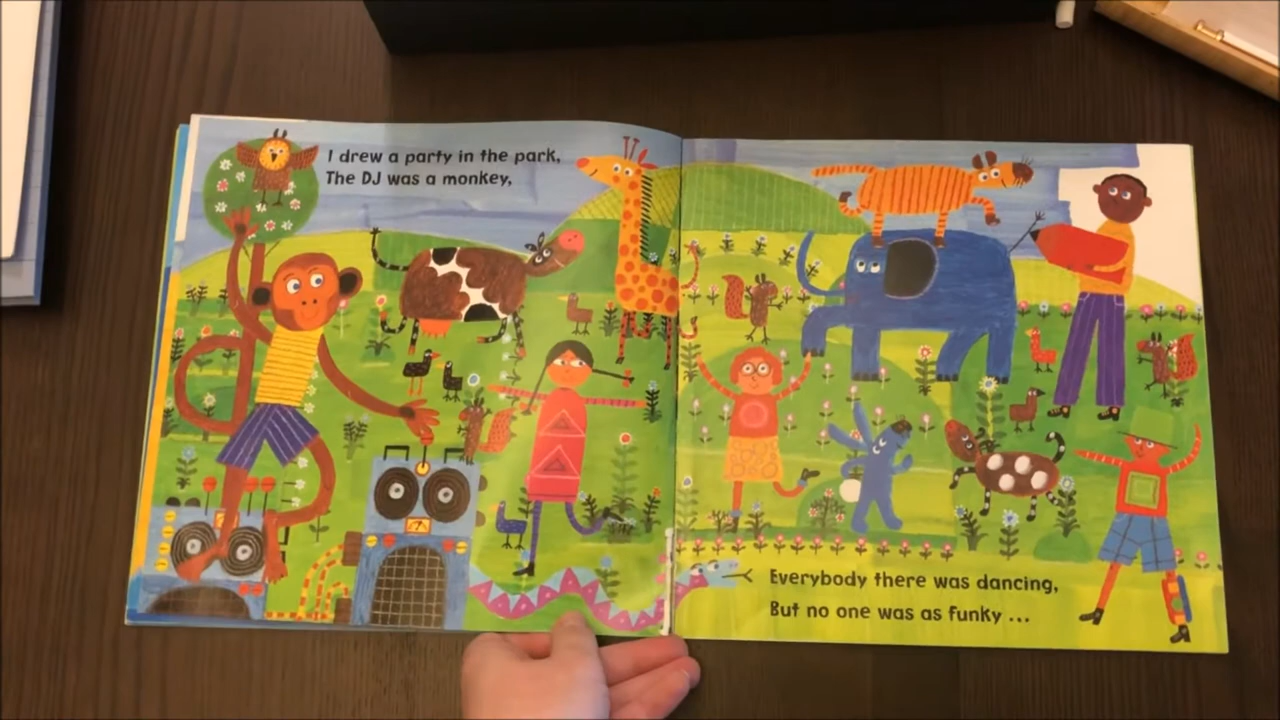 I drew a party in the park,
The DJ was a monkey,
Everybody there was dancing,
But no one was as funky ...